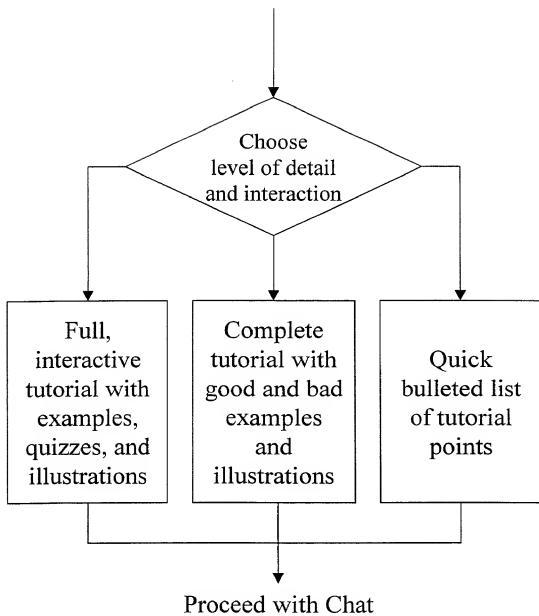 Choose
level of detail
and interaction
Full,
interactive
tutorial with
examples,
quizzes, and
illustrations
Complete
tutorial with
good and bad
examples
and
illustrations
Quick
bulleted list
of tutorial
points
Proceed with Chat